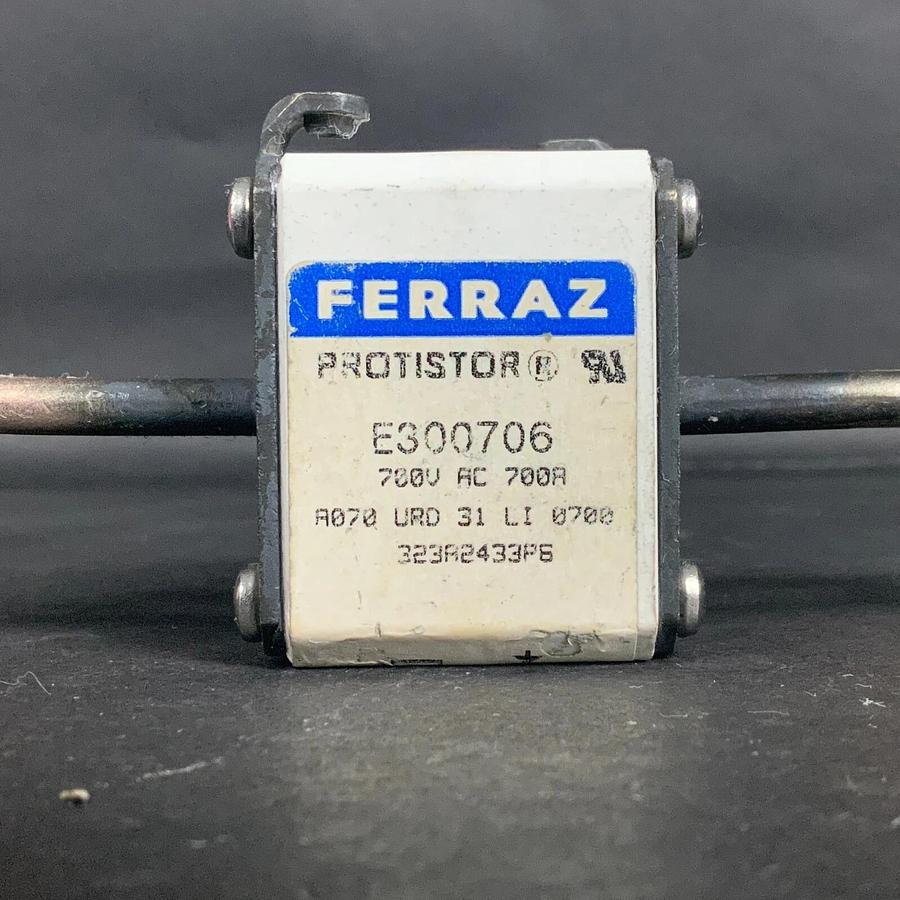 FERRAZ
PROTISTOR ®
E300706
700V AC 700A
A070 URD 31 LI 0700
323A2433P6